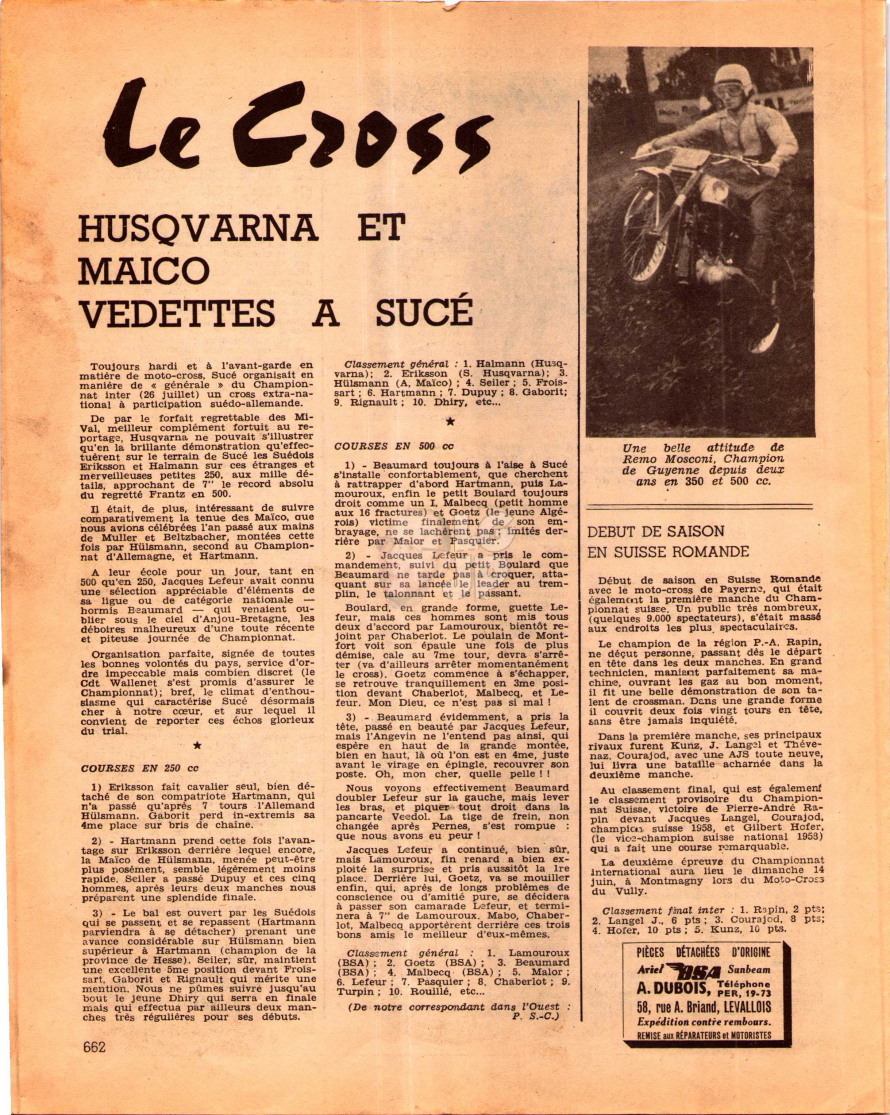 Le Cross
HUSQVARNA ET
MAICO
VEDETTES A SUCÉ
Toujours hardi et à l'avant-garde en
matière de moto-cross, Sucé organisait en
manière de « générale » du Champion-
nat inter (26 juillet) un cross extra-na-
tional à participation suédo-allemande.
De par le forfait regrettable des Mi-
Val, meilleur complément fortuit au re-
portage, Husqvarna ne pouvait s'illustrer
qu'en la brillante démonstration qu'effec-
tuèrent sur le terrain de Sucé les Suédois
Eriksson et Halmann sur ces étranges et
merveilleuses petites 250, aux mille dé-
tails, approchant de 7" le record absolu
du regretté Frantz en 500.
Il était, de plus, intéressant de suivre
comparativement la tenue des Maïco, que
nous avions célébrées l'an passé aux mains
de Muller et Beltzbacher, montées cette
fois par Hülsmann, second au Champion-
nat d'Allemagne, et Hartmann.
A leur école pour un jour, tant en
500 qu'en 250, Jacques Lefeur avait connu
une sélection appréciable d'éléments de
sa ligue ou de catégorie nationale —
hormis Beaumard — qui venaient ou-
blier sous le ciel d'Anjou-Bretagne, les
déboires malheureux d'une toute récente
et piteuse journée de Championnat.
Organisation parfaite, signée de toutes
les bonnes volontés du pays, service d'or-
dre impeccable mais combien discret (le
Cdt Wallenet s'est promis d'assurer le
Championnat); bref, le climat d'enthou-
siasme qui caractérise Sucé désormais
cher à notre cœur, et sur lequel il
convient de reporter ces échos glorieux
du trial.
★
COURSES EN 250 cc
1) Eriksson fait cavalier seul, bien dé-
taché de son compatriote Hartmann, qui
n'a passé qu'après 7 tours l'Allemand
Hülsmann. Gaborit perd in-extremis sa
4me place sur bris de chaîne.
2) - Hartmann prend cette fois l'avan-
tage sur Eriksson derrière lequel encore,
la Maïco de Hülsmann, menée peut-être
plus posément, semble légèrement moins
rapide. Seiler a passé Dupuy et ces cinq
hommes, après leurs deux manches nous
préparent une splendide finale.
3) - Le bal est ouvert par les Suédois
qui se passent et se repassent (Hartmann
parviendra à se détacher) prenant une
avance considérable sur Hülsmann bien
supérieur à Hartmann (champion de la
province de Hesse). Seiler, sûr, maintient
une excellente 5me position devant Frois-
sart, Gaborit et Rignault qui mérite une
mention. Nous ne pûmes suivre jusqu'au
bout le jeune Dhiry qui serra en finale
mais qui effectua par ailleurs deux man-
ches très régulières pour ses débuts.
662
Classement général : 1. Halmann (Husq-
varna); 2. Eriksson (S. Husqvarna); 3.
Hülsmann (A, Maïco) ; 4. Seiler ; 5. Frois-
sart ; 6. Hartmann ; 7. Dupuy ; 8. Gaborit;
9. Rignault ; 10. Dhiry, etc...
★
COURSES EN 500 cc
1) - Beaumard toujours à l'aise à Sucé
s'installe confortablement, que cherchent
à rattrapper d'abord Hartmann, puis La-
mouroux, enfin le petit Boulard toujours
droit comme un I, Malbecq (petit homme
aux 16 fractures) et Goetz (le jeune Algé-
rois) victime finalement de son em-
brayage, ne se lachèrent pas ; imités der-
rière par Malor et Pasquier.
2) - Jacques Lefeur a pris le com-
mandement, suivi du petit Boulard que
Beaumard ne tarde pas à croquer, atta-
quant sur sa lancée le leader au trem-
plin, le talonnant et le passant.
Boulard, en grande forme, guette Le-
feur, mais ces hommes sont mis tous
deux d'accord par Lamouroux, bientôt re-
joint par Chaberlot. Le poulain de Mont-
fort voit son épaule une fois de plus
démise, cale au 7me tour, devra s'arrê-
ter (va d'ailleurs arrêter momentanément
le cross). Goetz commence à s'échapper,
se retrouve tranquillement en 3me posi-
tion devant Chaberlot, Malbecq, et Le-
feur. Mon Dieu, ce n'est pas si mal !
3) - Beaumard évidemment, a pris la
tête, passé en beauté par Jacques Lefeur,
mais l'Angevin ne l'entend pas ainsi, qui
espère en haut de la grande montée,
bien en haut, là où l'on est en 4me, juste
avant le virage en épingle, recouvrer son
poste. Oh, mon cher, quelle pelle ! !
Nous voyons effectivement Beaumard
doubler Lefeur sur la gauche, mais lever
les bras, et piquer tout droit dans la
pancarte Veedol. La tige de frein, non
changée après Pernes, s'est rompue :
que nous avons eu peur !
Jacques Lefeur a continué, bien sûr,
mais Lamouroux, fin renard a bien ex-
ploité la surprise et pris aussitôt la 1re
place. Derrière lui, Goetz, va se mouiller
enfin, qui, après de longs problèmes de
conscience ou d'amitié pure, se décidera
à passer son camarade Lefeur, et termi-
nera à 7" de Lamouroux. Mabo, Chaber-
lot, Malbecq apportèrent derrière ces trois
bons amis le meilleur d'eux-mêmes.
Classement général : 1. Lamouroux
(BSA) ; 2. Goetz (BSA) ; 3. Beaumard
(BSA) ; 4. Malbecq (BSA) ; 5. Malor ;
6. Lefeur ; 7. Pasquier ; 8. Chaberlot ; 9.
Turpin ; 10. Rouillé, etc...
(De notre correspondant dans l'Ouest :
P. S.-C.)
Une belle attitude de
Remo Mosconi, Champion
de Guyenne depuis deux
ans en 350 et 500 cc.
DEBUT DE SAISON
EN SUISSE ROMANDE
Début de saison en Suisse Romande
avec le moto-cross de Payerne, qui était
également la première manche du Cham-
pionnat suisse. Un public très nombreux,
(quelques 9.000 spectateurs), s'était massé
aux endroits les plus spectaculaires.
Le champion de la région P.-A. Rapin,
ne déçut personne, passant dès le départ
en tête dans les deux manches. En grand
technicien, maniant parfaitement sa ma-
chine, ouvrant les gaz au bon moment,
il fit une belle démonstration de son ta-
lent de crossman. Dans une grande forme
il couvrit deux fois vingt tours en tête,
sans être jamais inquiété.
Dans la première manche, ses principaux
rivaux furent Kunz, J. Langel et Théve-
naz, Courajod, avec une AJS toute neuve,
lui livra une bataille acharnée dans la
deuxième manche.
Au classement final, qui est également
le classement provisoire du Champion-
nat Suisse, victoire de Pierre-André Ra-
pin devant Jacques Langel, Courajod,
champion suisse 1958, et Gilbert Hofer,
(le vice-champion suisse national 1958)
qui a fait une course remarquable.
La deuxième épreuve du Championnat
International aura lieu le dimanche 14
juin, à Montmagny lors du Moto-Cross
du Vully.
Classement final inter : 1. Rapin, 2 pts;
2. Langel J., 6 pts ; 3. Courajod, 8 pts;
4. Hofer, 10 pts ; 5. Kunz, 10 pts.
PIÈCES DÉTACHÉES D'ORIGINE
Ariel BSA Sunbeam
A. DUBOIS, Téléphone PER, 19-73
58, rue A. Briand, LEVALLOIS
Expédition contre rembours.
REMISE aux RÉPARATEURS et MOTORISTES